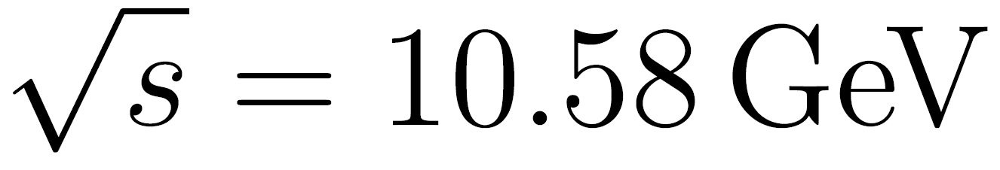 √s = 10.58 GeV